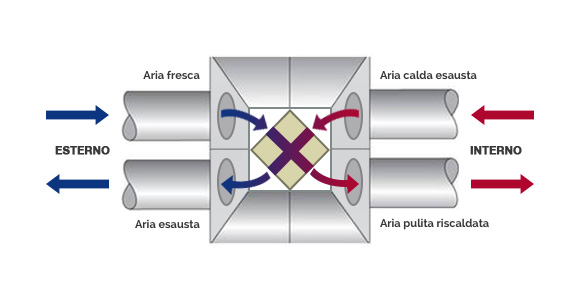 Aria fresca
Aria calda esausta
ESTERNO
INTERNO
Aria esausta
Aria pulita riscaldata